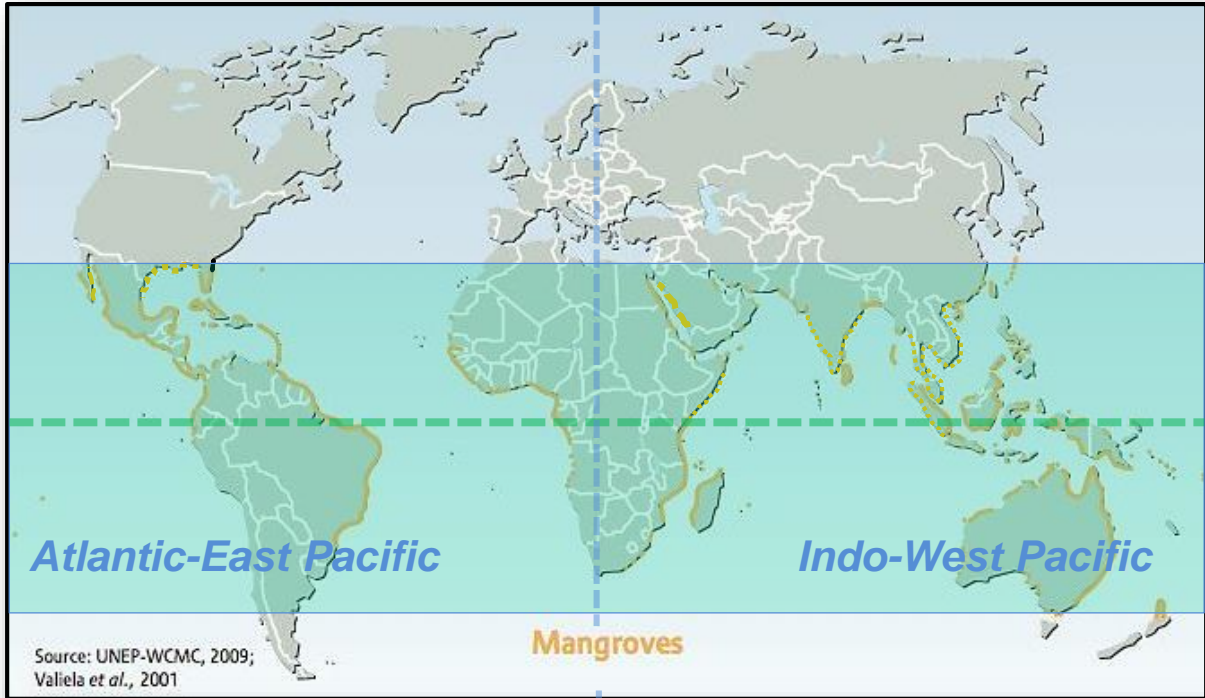 Atlantic-East Pacific
Indo-West Pacific
Mangroves
Source: UNEP-WCMC, 2009;
Valiela et al., 2001